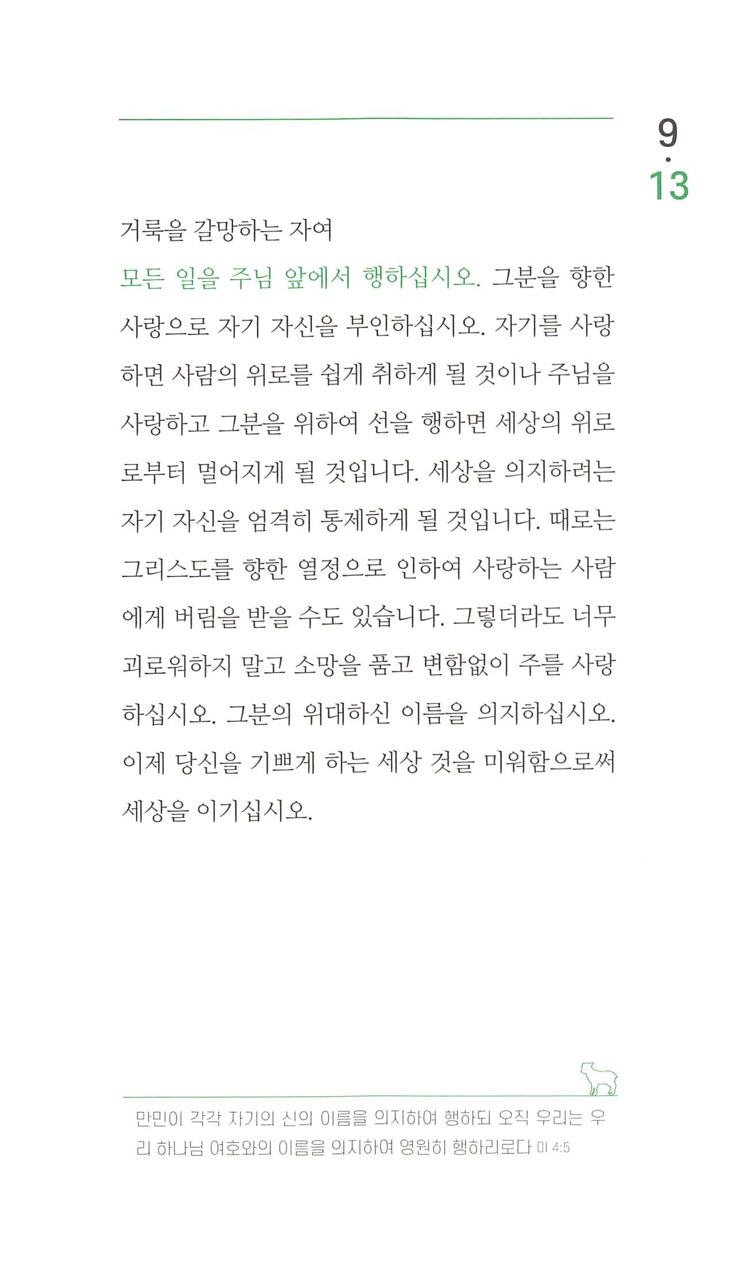 9
·
13
거룩을 갈망하는 자여
모든 일을 주님 앞에서 행하십시오. 그분을 향한
사랑으로 자기 자신을 부인하십시오. 자기를 사랑
하면 사람의 위로를 쉽게 취하게 될 것이나 주님을
사랑하고 그분을 위하여 선을 행하면 세상의 위로
로부터 멀어지게 될 것입니다. 세상을 의지하려는
자기 자신을 엄격히 통제하게 될 것입니다. 때로는
그리스도를 향한 열정으로 인하여 사랑하는 사람
에게 버림을 받을 수도 있습니다. 그렇더라도 너무
괴로워하지 말고 소망을 품고 변함없이 주를 사랑
하십시오. 그분의 위대하신 이름을 의지하십시오.
이제 당신을 기쁘게 하는 세상 것을 미워함으로써
세상을 이기십시오.
만민이 각각 자기의 신의 이름을 의지하여 행하되 오직 우리는 우
리 하나님 여호와의 이름을 의지하여 영원히 행하리로다 미 4:5